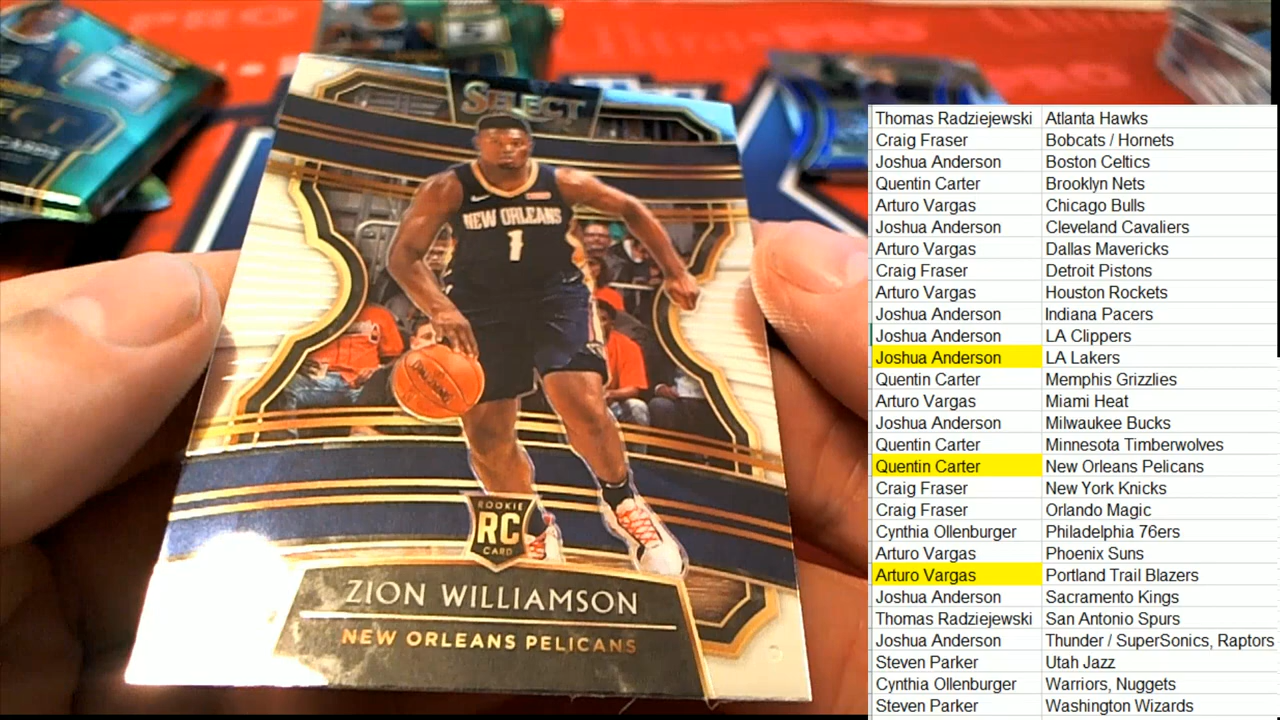 SELECT
NEW ORLEANS
1
SPALDING
ROOKIE
RC
CARD
ZION WILLIAMSON
NEW ORLEANS PELICANS
CARDS
PRO
Thomas Radziejewski Atlanta Hawks
Craig Fraser Bobcats / Hornets
Joshua Anderson Boston Celtics
Quentin Carter Brooklyn Nets
Arturo Vargas Chicago Bulls
Joshua Anderson Cleveland Cavaliers
Arturo Vargas Dallas Mavericks
Craig Fraser Detroit Pistons
Arturo Vargas Houston Rockets
Joshua Anderson Indiana Pacers
Joshua Anderson LA Clippers
Joshua Anderson LA Lakers
Quentin Carter Memphis Grizzlies
Arturo Vargas Miami Heat
Joshua Anderson Milwaukee Bucks
Quentin Carter Minnesota Timberwolves
Quentin Carter New Orleans Pelicans
Craig Fraser New York Knicks
Craig Fraser Orlando Magic
Cynthia Ollenburger Philadelphia 76ers
Arturo Vargas Phoenix Suns
Arturo Vargas Portland Trail Blazers
Joshua Anderson Sacramento Kings
Thomas Radziejewski San Antonio Spurs
Joshua Anderson Thunder / SuperSonics, Raptors
Steven Parker Utah Jazz
Cynthia Ollenburger Warriors, Nuggets
Steven Parker Washington Wizards